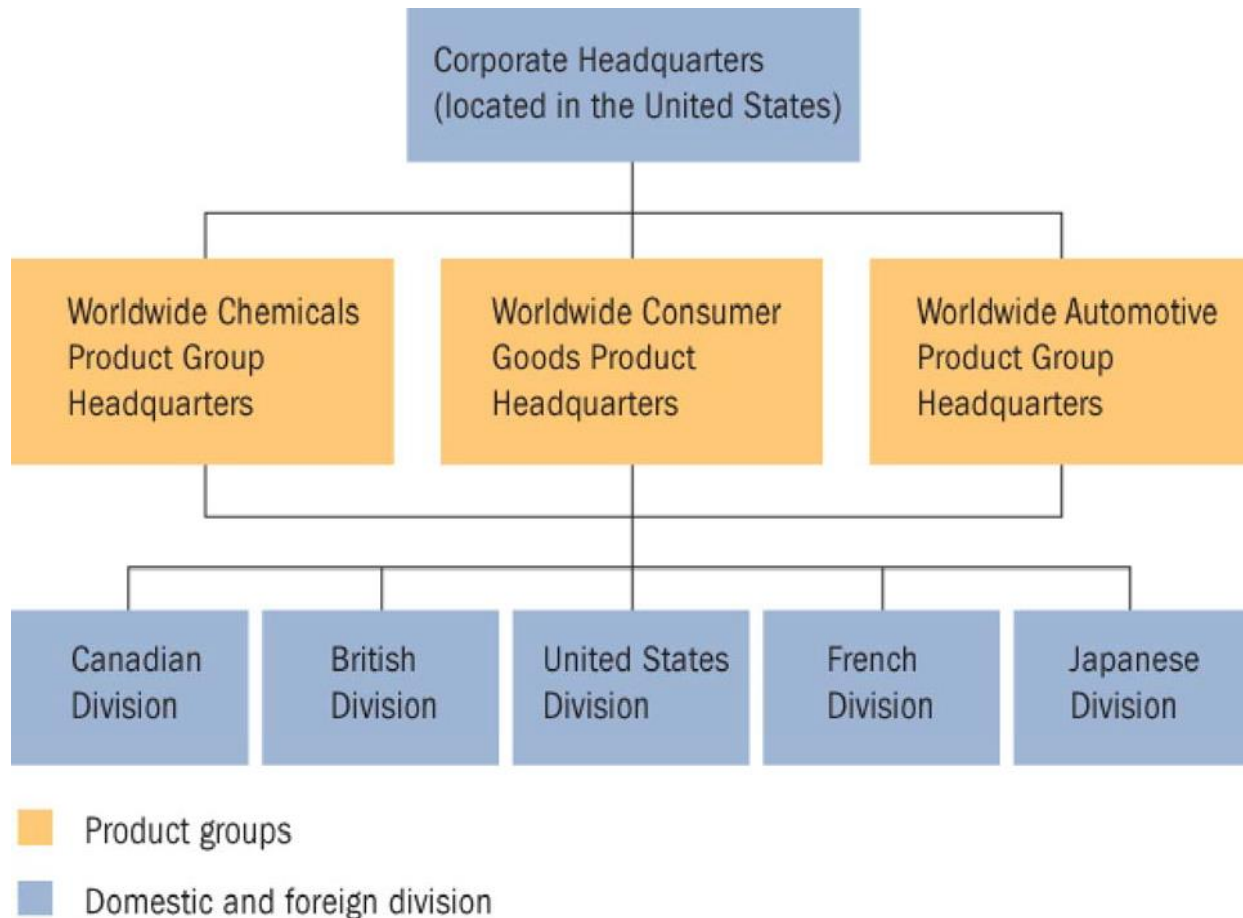 Corporate Headquarters
(located in the United States)
Worldwide Chemicals
Product Group
Headquarters
Worldwide Consumer
Goods Product
Headquarters
Worldwide Automotive
Product Group
Headquarters
Canadian
Division
British
Division
United States
Division
French
Division
Japanese
Division
Product groups
Domestic and foreign division